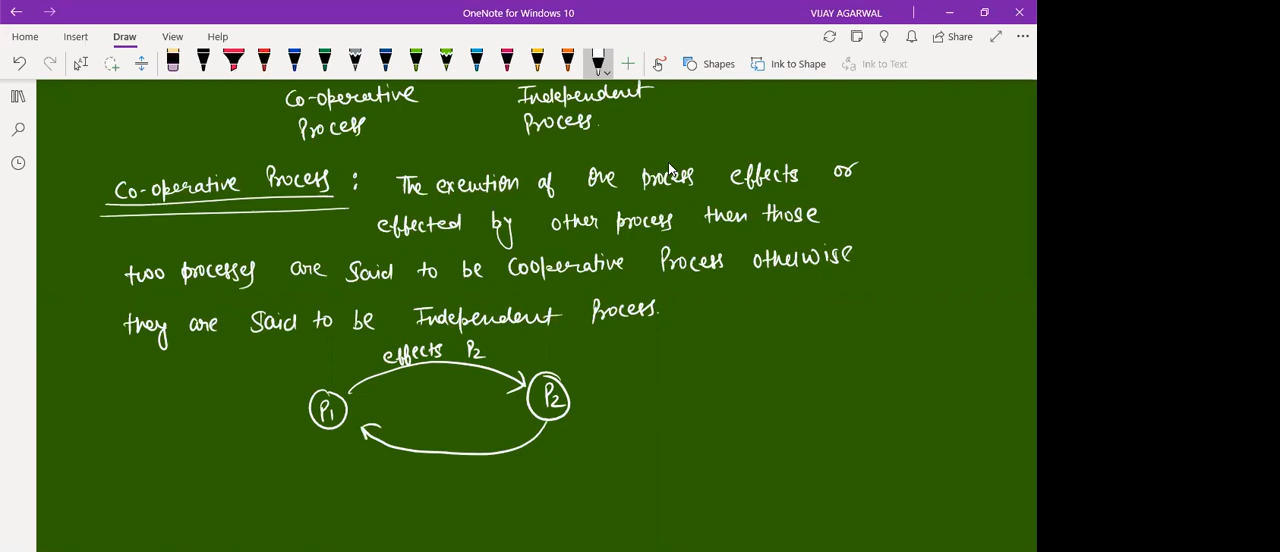 OneNote for Windows 10
VIJAY AGARWAL
Home Insert Draw View Help
Share
Shapes Ink to Shape Ink to Text
Co-operative Independent
Process Process.
Co-operative Process : The exeution of one process effects or
effected by other process then those
two processes are said to be Cooperative Process otherwise
they are said to be Independent Process.
effects P2
P1 P2